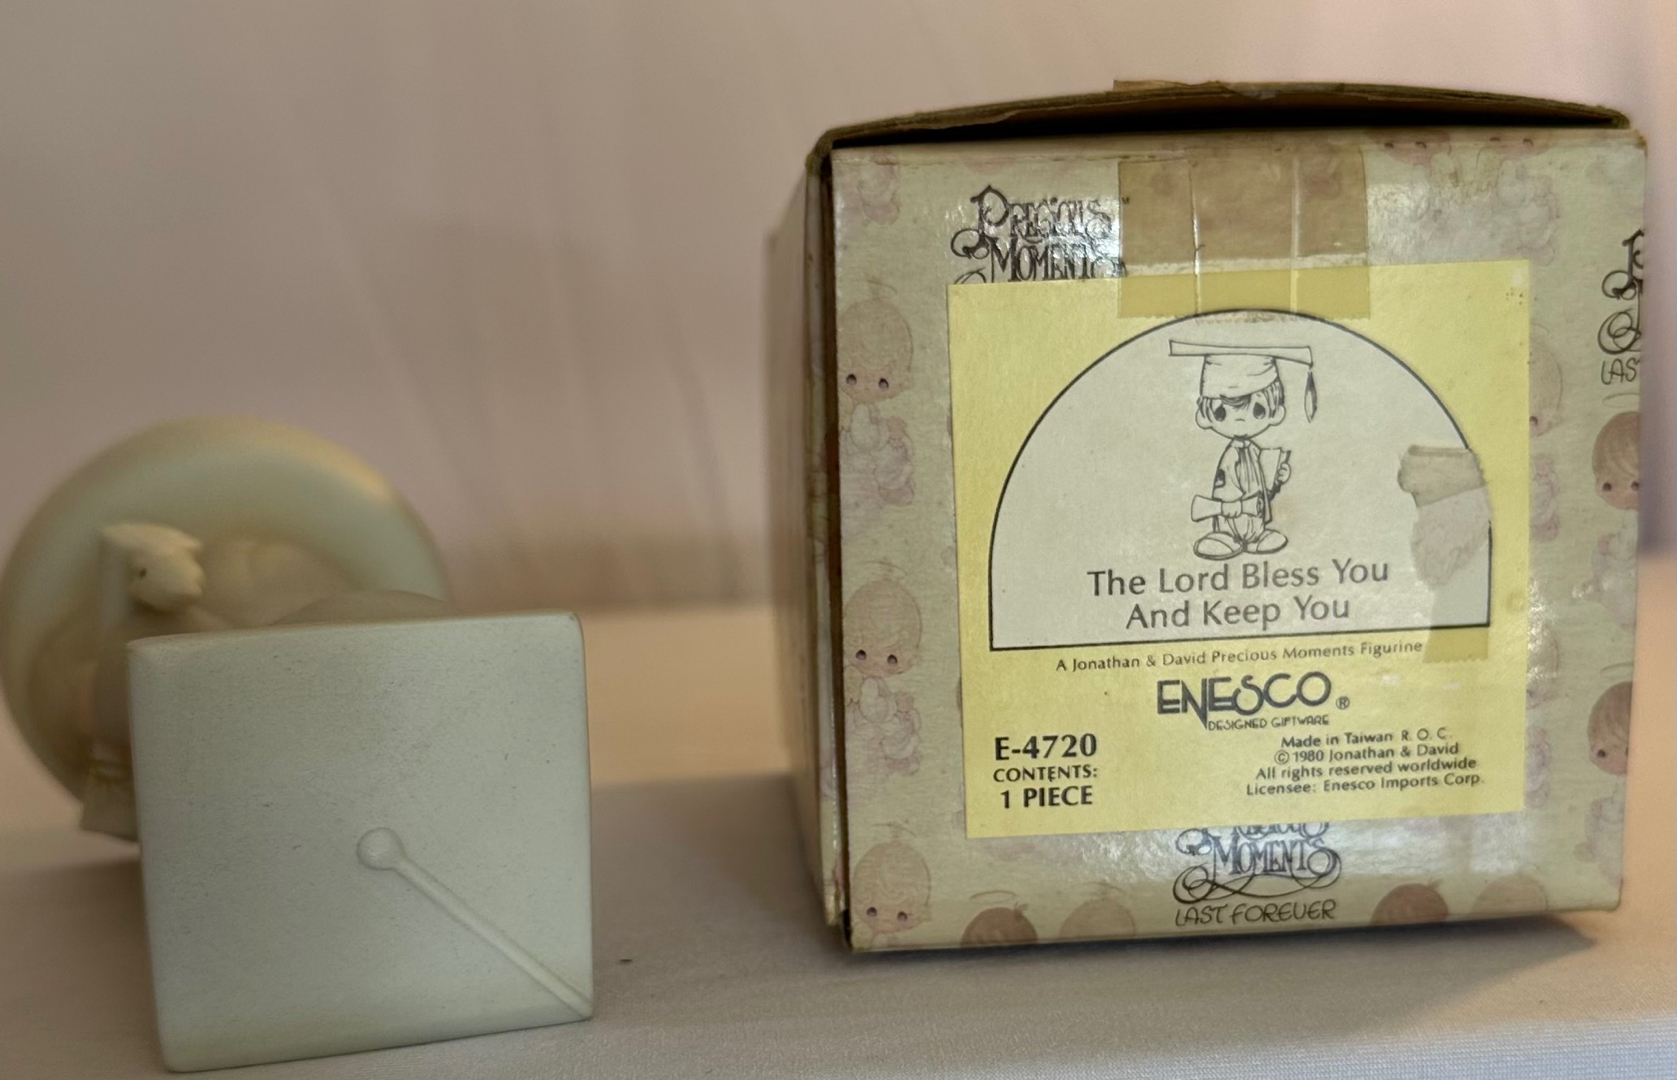 PRECIOUS
MOMENTS
The Lord Bless You
And Keep You
A Jonathan & David Precious Moments Figurine
ENESCO®
DESIGNED GIFTWARE
E-4720
CONTENTS:
1 PIECE
Made in Taiwan R. O. C.
© 1980 Jonathan & David
All rights reserved worldwide
Licensee: Enesco Imports Corp.
PRECIOUS
MOMENTS
LAST FOREVER